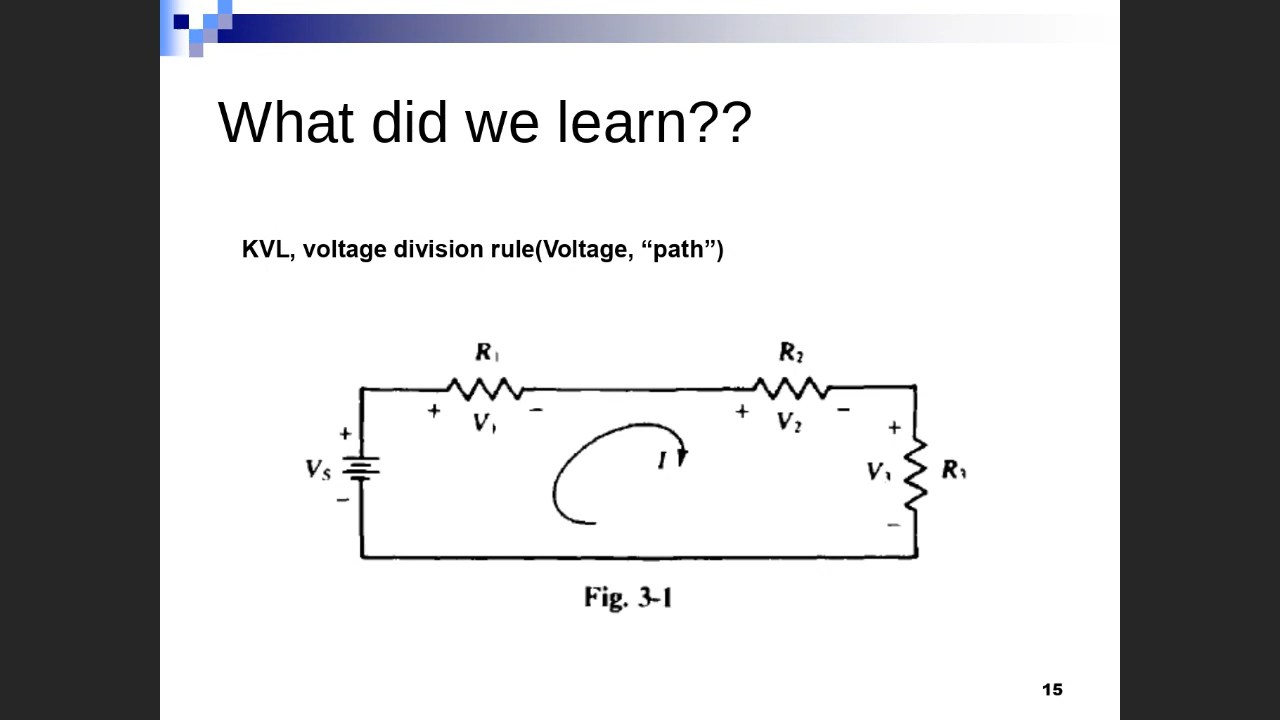 What did we learn??
KVL, voltage division rule(Voltage, “path”)
R₁ R₂
+ V₁ − + V₂ −
+ +
I
Vₛ V₃ R₃
− −
Fig. 3-1
15